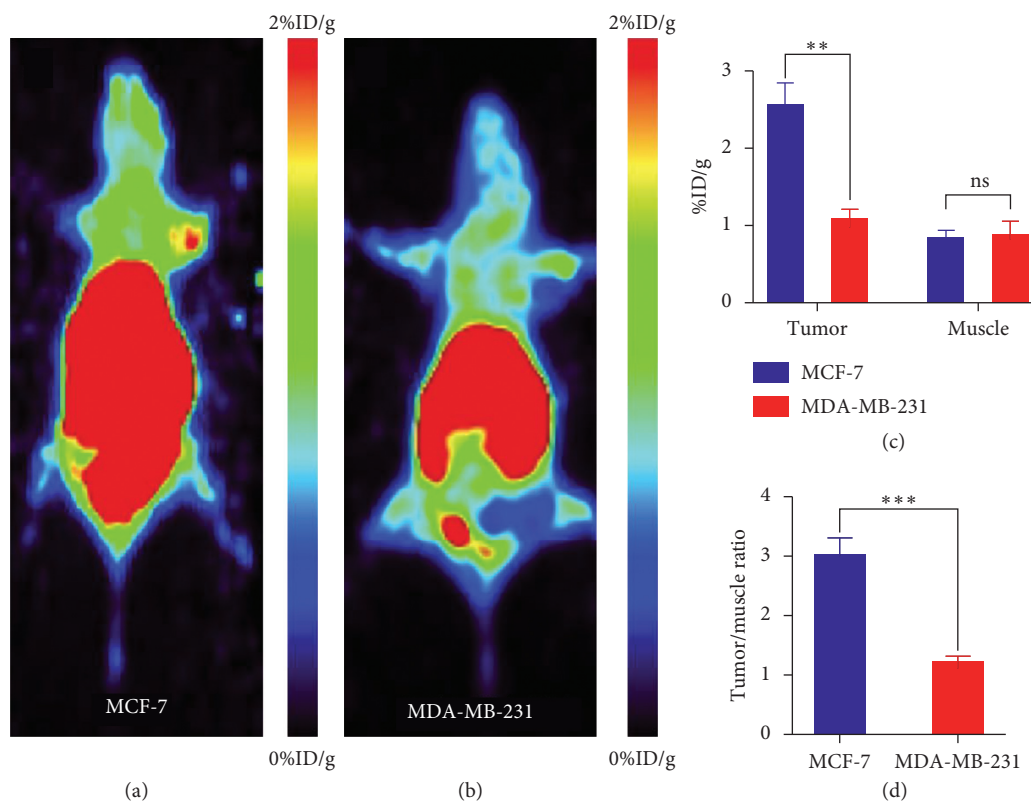 2%ID/g
MCF-7
0%ID/g
(a)
2%ID/g
MDA-MB-231
0%ID/g
(b)
**
ns
3
2
1
0
%ID/g
Tumor
Muscle
MCF-7
MDA-MB-231
(c)
***
4
3
2
1
0
Tumor/muscle ratio
MCF-7
MDA-MB-231
(d)